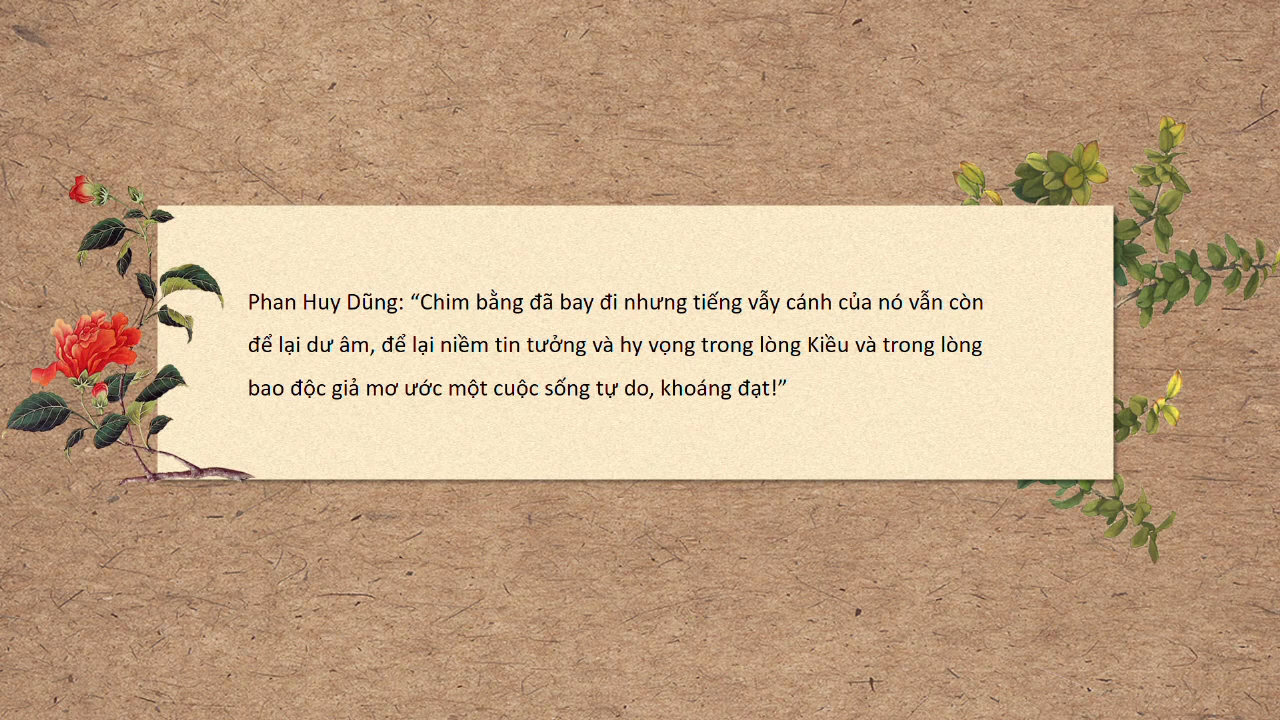 Phan Huy Dũng: “Chim bằng đã bay đi nhưng tiếng vẫy cánh của nó vẫn còn
để lại dư âm, để lại niềm tin tưởng và hy vọng trong lòng Kiều và trong lòng
bao độc giả mơ ước một cuộc sống tự do, khoáng đạt!”